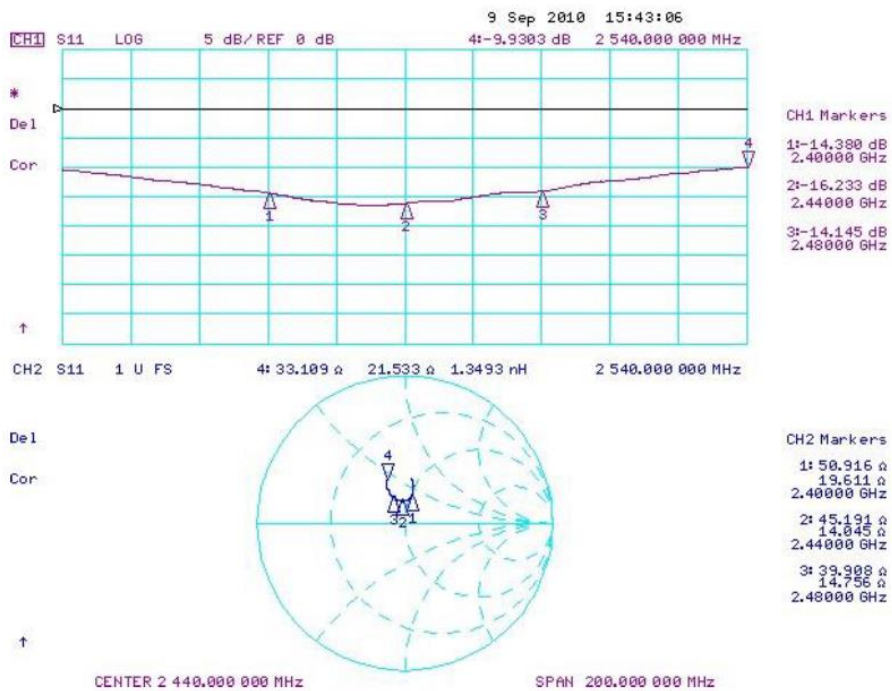 9 Sep 2010 15:43:06
CH1 S11 LOG 5 dB/REF 0 dB 4:-9.9303 dB 2 540.000 000 MHz
*
Del
Cor
↑
1
2
3
4
CH1 Markers
1:-14.380 dB
2.40000 GHz
2:-16.233 dB
2.44000 GHz
3:-14.145 dB
2.48000 GHz
CH2 S11 1 U FS 4: 33.109 Ω 21.533 Ω 1.3493 nH 2 540.000 000 MHz
Del
Cor
↑
4
3
2
1
CH2 Markers
1: 50.916 Ω
19.611 Ω
2.40000 GHz
2: 45.191 Ω
14.045 Ω
2.44000 GHz
3: 39.908 Ω
14.756 Ω
2.48000 GHz
CENTER 2 440.000 000 MHz SPAN 200.000 000 MHz